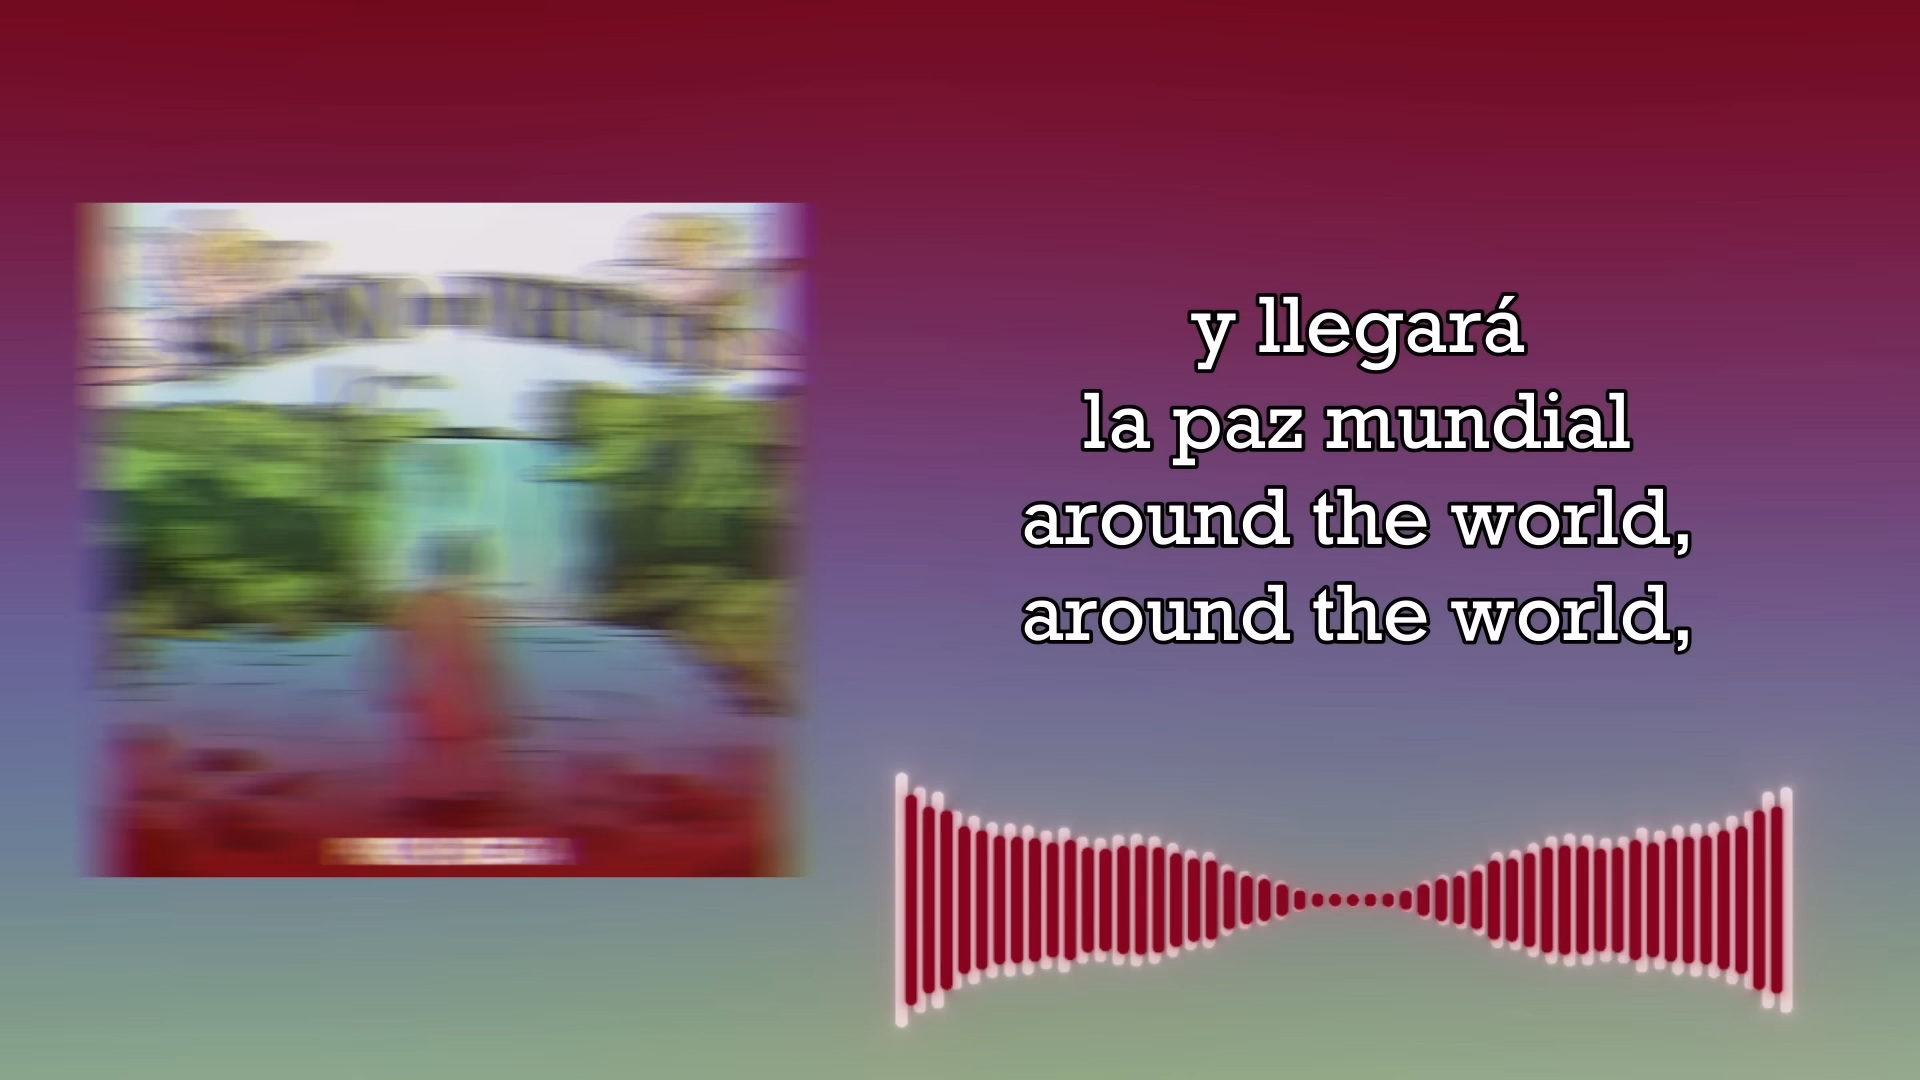 y llegará
la paz mundial
around the world,
around the world,